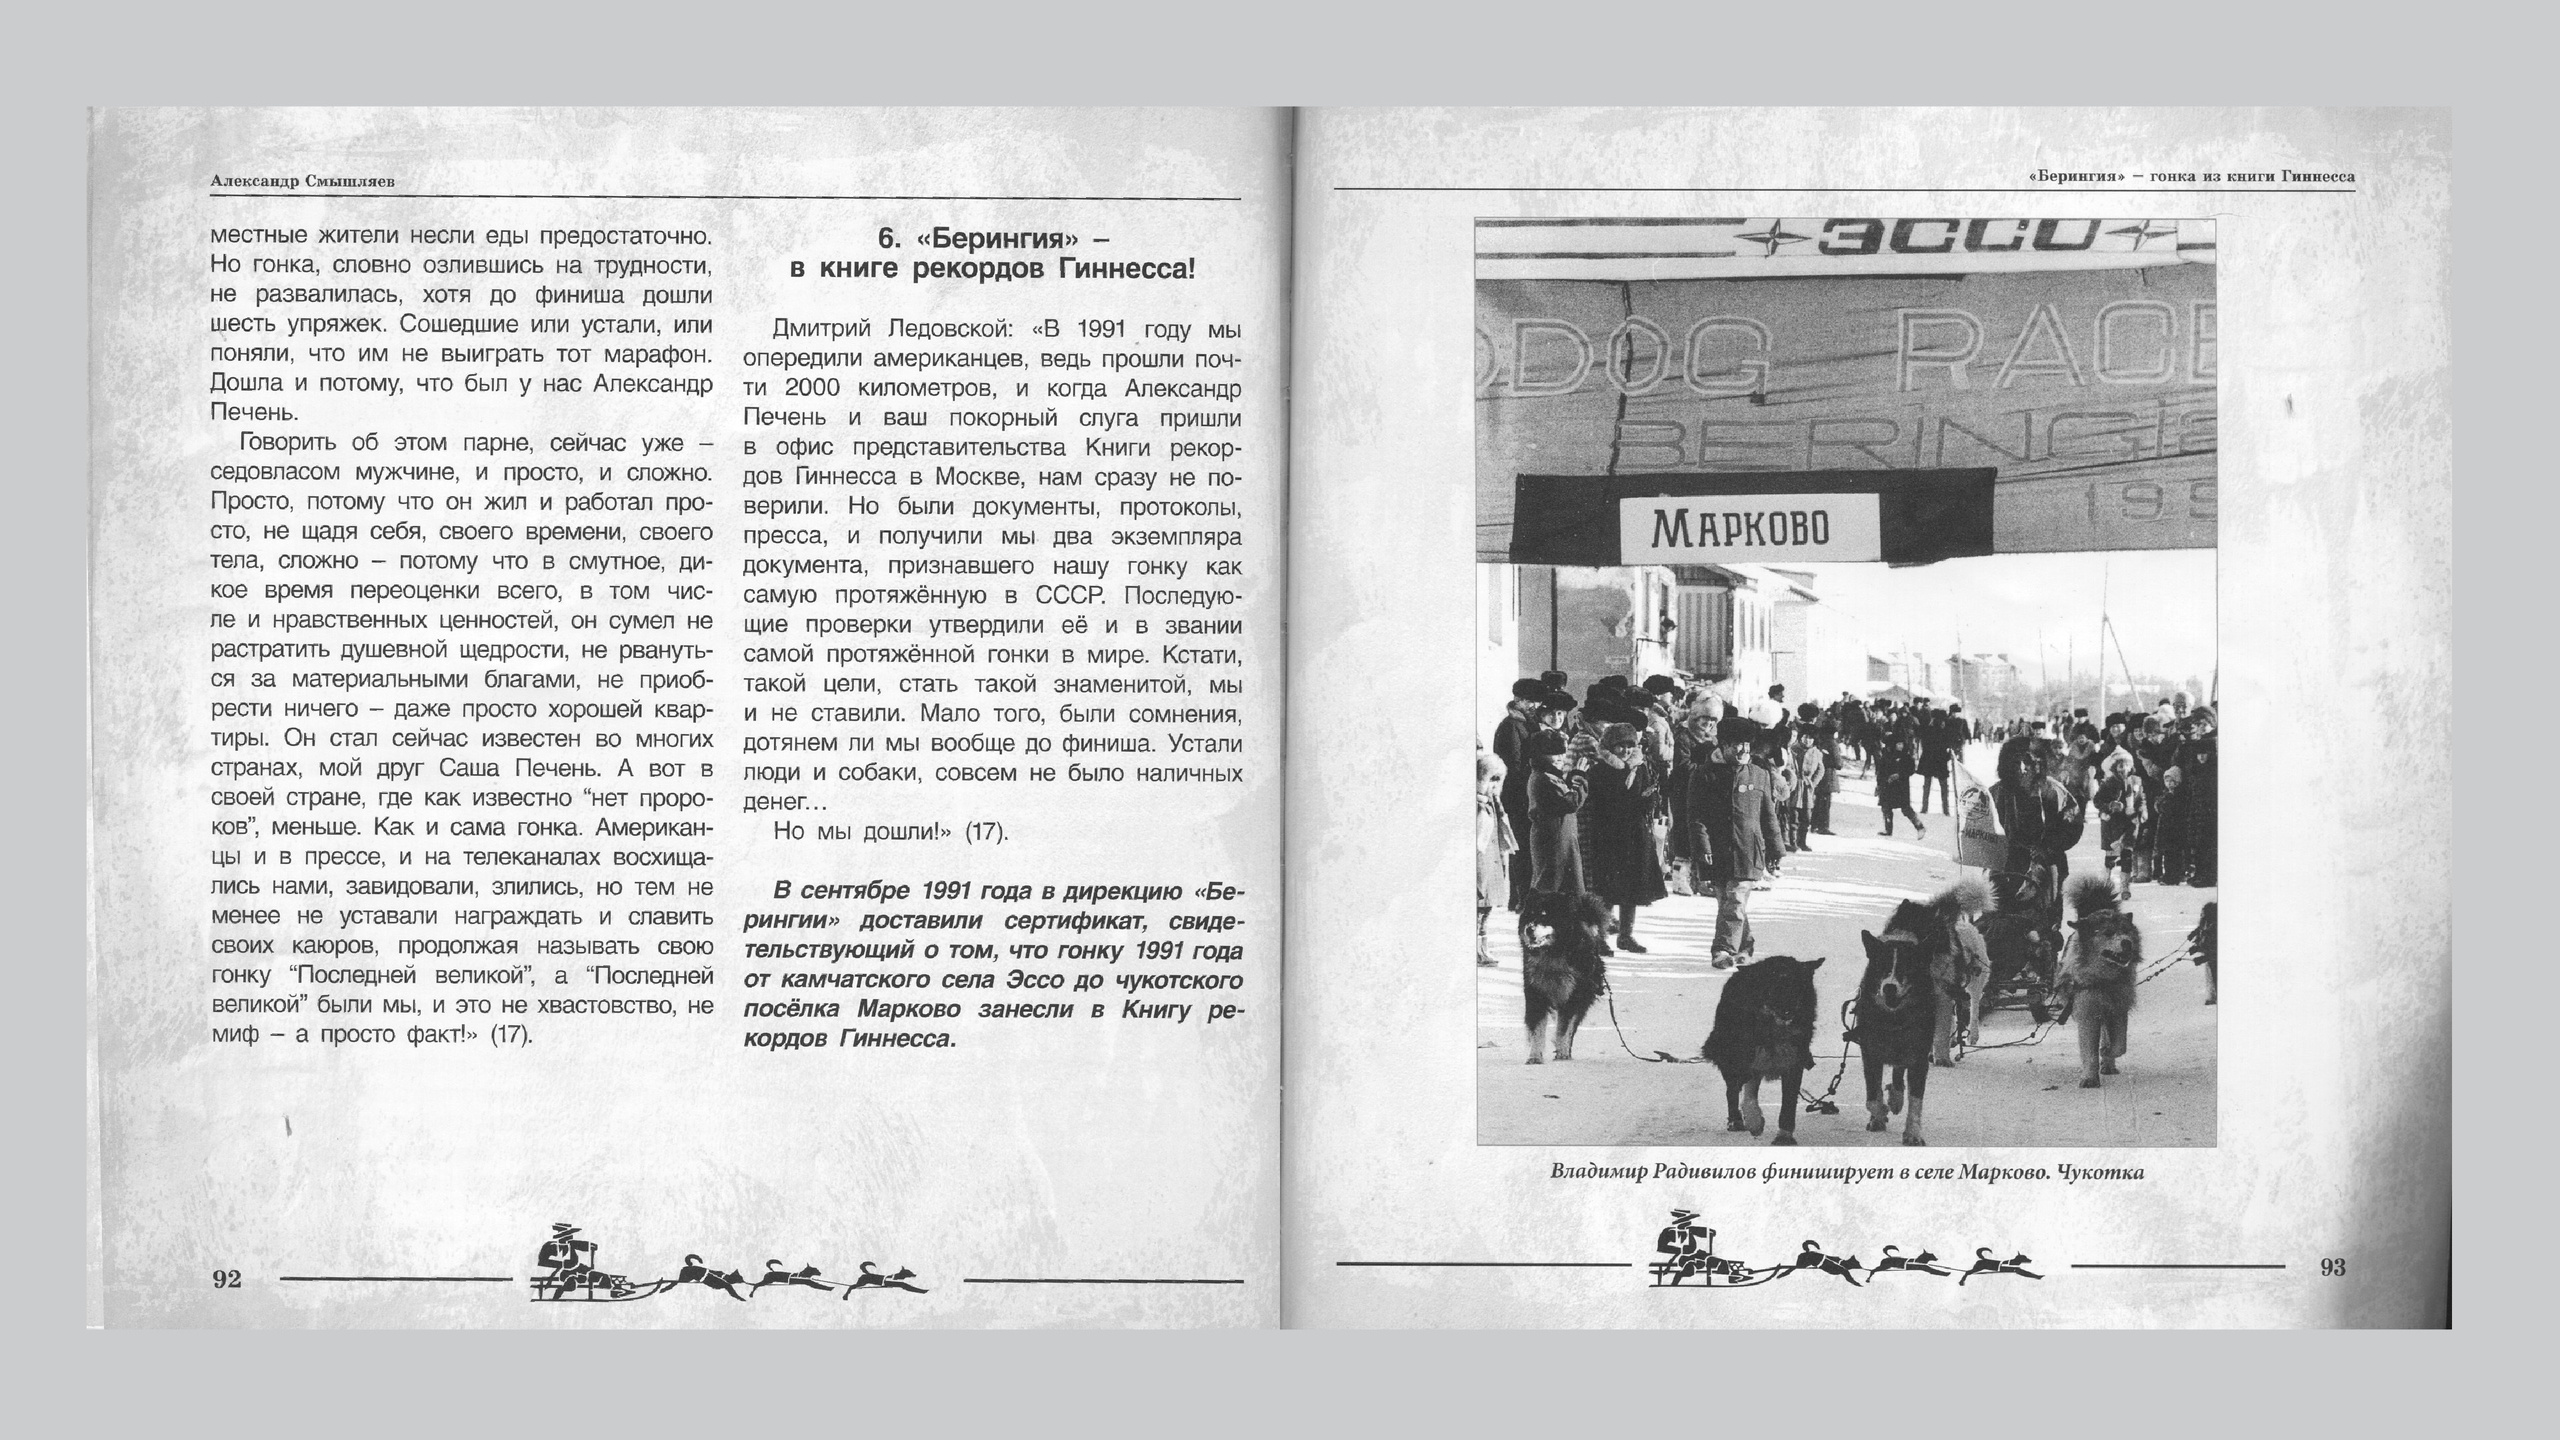 Александр Смышляев
местные жители несли еды предостаточно.
Но гонка, словно озлившись на трудности,
не развалилась, хотя до финиша дошли
шесть упряжек. Сошедшие или устали, или
поняли, что им не выиграть тот марафон.
Дошла и потому, что был у нас Александр
Печень.
Говорить об этом парне, сейчас уже –
седовласом мужчине, и просто, и сложно.
Просто, потому что он жил и работал про-
сто, не щадя себя, своего времени, своего
тела, сложно – потому что в смутное, ди-
кое время переоценки всего, в том чис-
ле и нравственных ценностей, он сумел не
растратить душевной щедрости, не рвануть-
ся за материальными благами, не приоб-
рести ничего – даже просто хорошей квар-
тиры. Он стал сейчас известен во многих
странах, мой друг Саша Печень. А вот в
своей стране, где как известно “нет проро-
ков”, меньше. Как и сама гонка. Американ-
цы и в прессе, и на телеканалах восхища-
лись нами, завидовали, злились, но тем не
менее не уставали награждать и славить
своих каюров, продолжая называть свою
гонку “Последней великой”, а “Последней
великой” были мы, и это не хвастовство, не
миф – а просто факт!» (17).
6. «Берингия» –
в книге рекордов Гиннесса!
Дмитрий Ледовской: «В 1991 году мы
опередили американцев, ведь прошли поч-
ти 2000 километров, и когда Александр
Печень и ваш покорный слуга пришли
в офис представительства Книги рекор-
дов Гиннесса в Москве, нам сразу не по-
верили. Но были документы, протоколы,
пресса, и получили мы два экземпляра
документа, признавшего нашу гонку как
самую протяжённую в СССР. Последую-
щие проверки утвердили её и в звании
самой протяжённой гонки в мире. Кстати,
такой цели, стать такой знаменитой, мы
и не ставили. Мало того, были сомнения,
дотянем ли мы вообще до финиша. Устали
люди и собаки, совсем не было наличных
денег...
Но мы дошли!» (17).
В сентябре 1991 года в дирекцию «Бе-
рингии» доставили сертификат, свиде-
тельствующий о том, что гонку 1991 года
от камчатского села Эссо до чукотского
посёлка Марково занесли в Книгу ре-
кордов Гиннесса.
92
«Берингия» – гонка из книги Гиннесса
ЭССО
DOG RACE
BERINGi
199
МАРКОВО
МАРКОВО
Владимир Радивилов финиширует в селе Марково. Чукотка
93